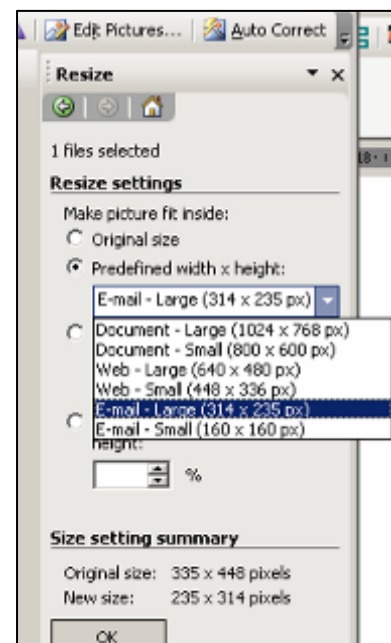 Edit Pictures... Auto Correct
Resize
1 files selected
18
Resize settings
Make picture fit inside:
Original size
Predefined width x height:
E-mail - Large (314 x 235 px)
Document - Large (1024 x 768 px)
Document - Small (800 x 600 px)
Web - Large (640 x 480 px)
Web - Small (448 x 336 px)
E-mail - Large (314 x 235 px)
E-mail - Small (160 x 160 px)
height:
%
Size setting summary
Original size: 335 x 448 pixels
New size: 235 x 314 pixels
OK